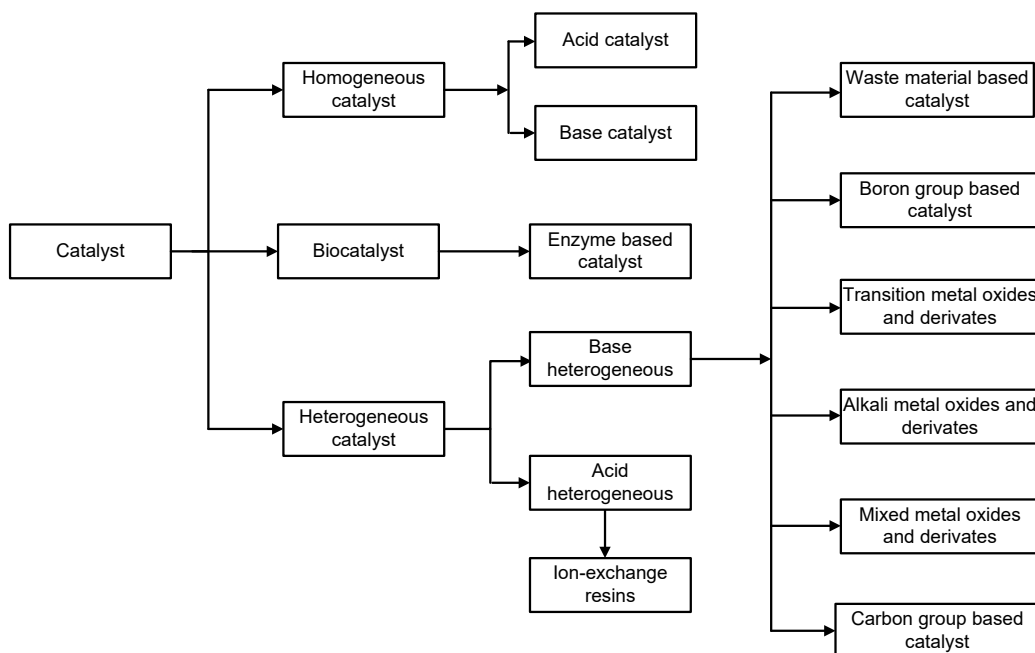 Catalyst
Homogeneous
catalyst
Acid catalyst
Base catalyst
Biocatalyst
Enzyme based
catalyst
Heterogeneous
catalyst
Base
heterogeneous
Acid
heterogeneous
Ion-exchange
resins
Waste material based
catalyst
Boron group based
catalyst
Transition metal oxides
and derivates
Alkali metal oxides and
derivates
Mixed metal oxides
and derivates
Carbon group based
catalyst